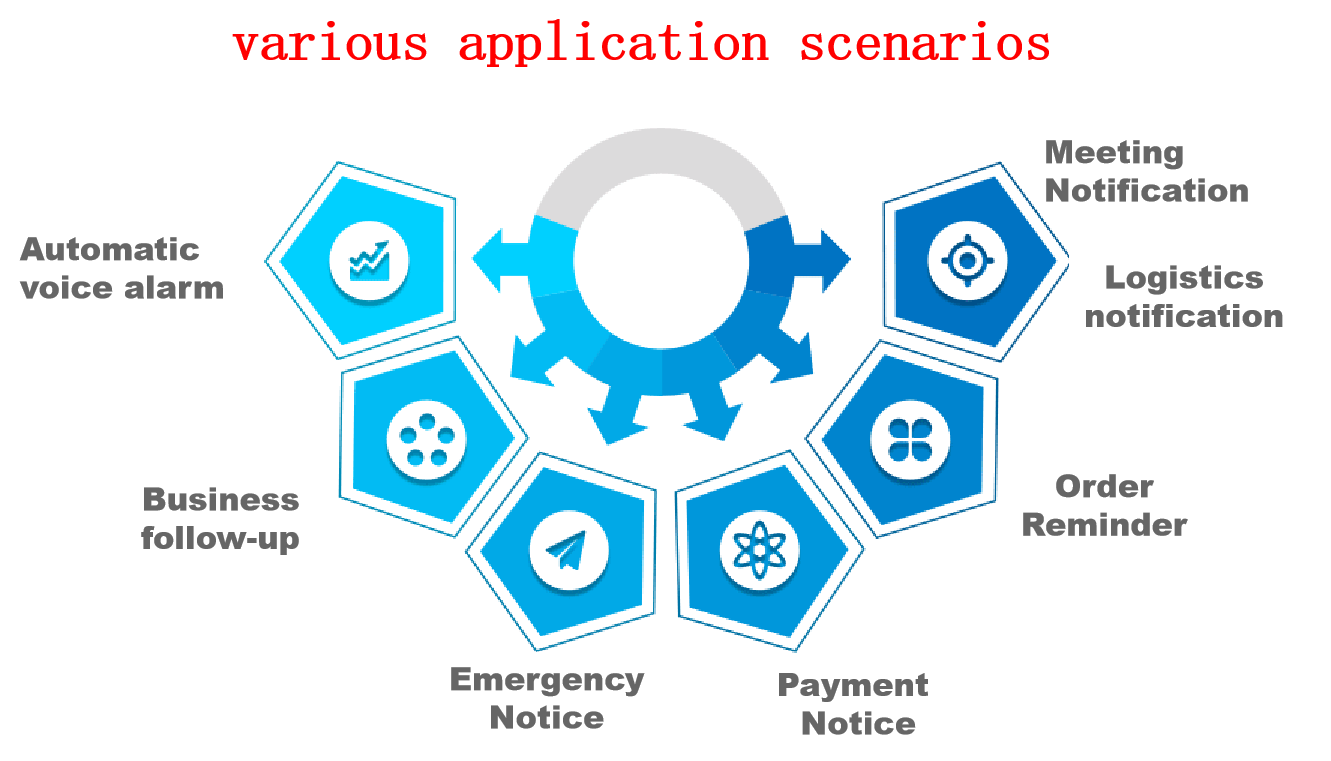 various application scenarios
Meeting
Notification
Automatic
voice alarm
Logistics
notification
Business
follow-up
Order
Reminder
Emergency
Notice
Payment
Notice